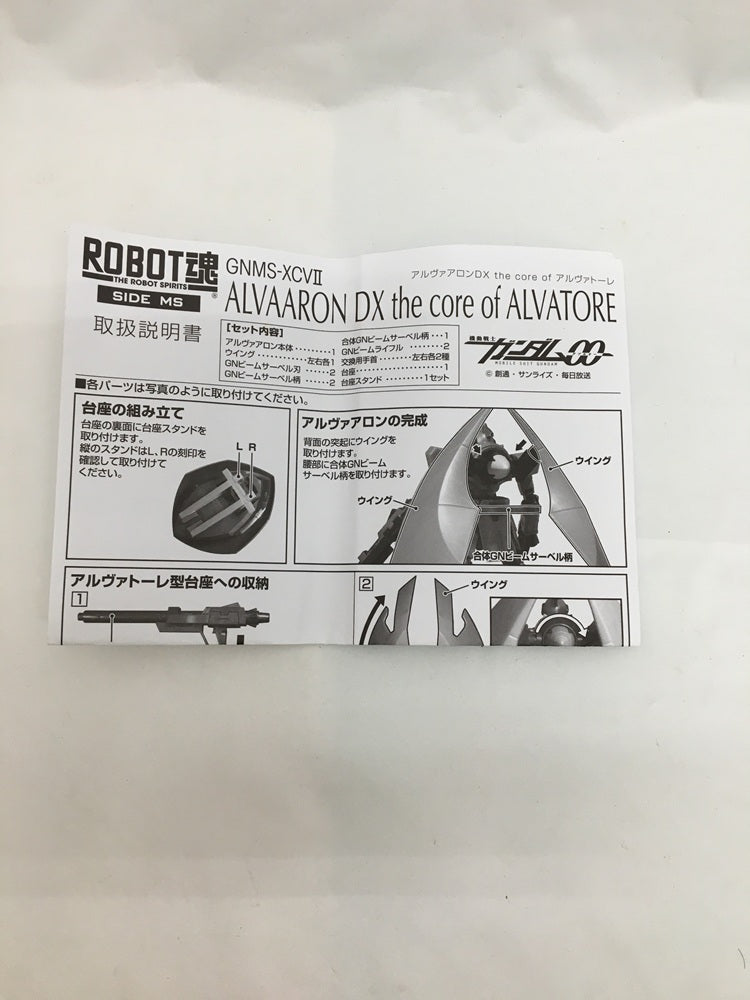 ROBOT魂
THE ROBOT SPIRITS
®
SIDE MS
取扱説明書
GNMS-XCVⅡ
アルヴァアロンDX the core of アルヴァトーレ
ALVAARON DX the core of ALVATORE
【セット内容】
アルヴァアロン本体・・・・・・・1
ウイング・・・・・・・・・左右各1
GNビームサーベル刃・・・・・2
GNビームサーベル柄・・・・・2
合体GNビームサーベル柄・・・1
GNビームライフル・・・・・・・2
交換用手首・・・・・・・左右各2種
台座・・・・・・・・・・・・・・1
台座スタンド・・・・・・・1セット
機動戦士
ガンダム00
MOBILE SUIT GUNDAM
© 創通・サンライズ・毎日放送
■各パーツは写真のように取り付けてください。
台座の組み立て
台座の裏面に台座スタンドを
取り付けます。
縦のスタンドはL、Rの刻印を
確認して取り付けて
ください。
L R
アルヴァアロンの完成
背面の突起にウイングを
取り付けます。
腰部に合体GNビーム
サーベル柄を取り付けます。
ウイング
ウイング
合体GNビームサーベル柄
アルヴァトーレ型台座への収納
1
2
ウイング